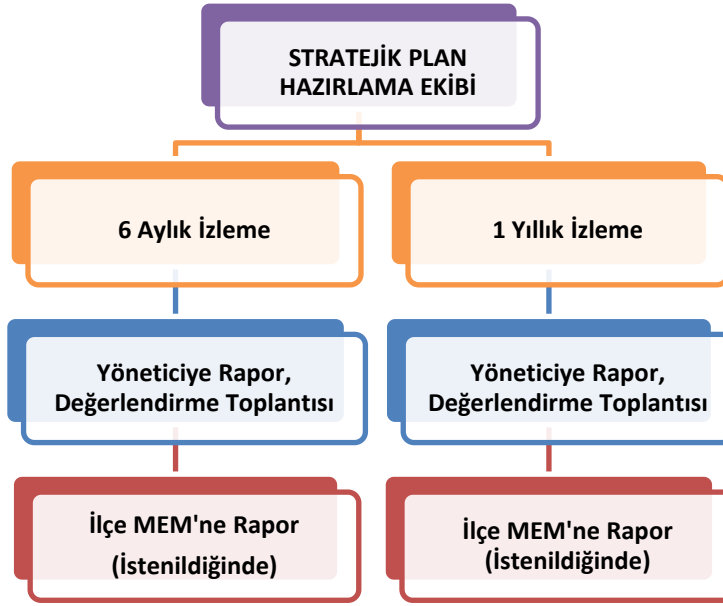 STRATEJİK PLAN
HAZIRLAMA EKİBİ
6 Aylık İzleme
1 Yıllık İzleme
Yöneticiye Rapor,
Değerlendirme Toplantısı
Yöneticiye Rapor,
Değerlendirme Toplantısı
İlçe MEM'ne Rapor
(İstenildiğinde)
İlçe MEM'ne Rapor
(İstenildiğinde)